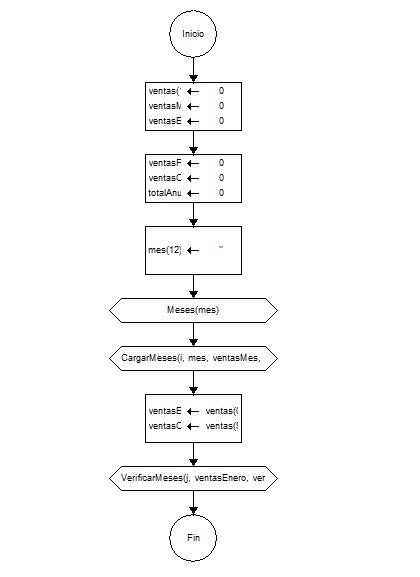 Inicio
ventas(' ← 0
ventasM ← 0
ventasE ← 0
ventasF ← 0
ventasC ← 0
totalAnu ← 0
mes(12) ← ''
Meses(mes)
CargarMeses(i, mes, ventasMes,
ventasE ← ventas((
ventasC ← ventas(9
VerificarMeses(j, ventasEnero, ver
Fin